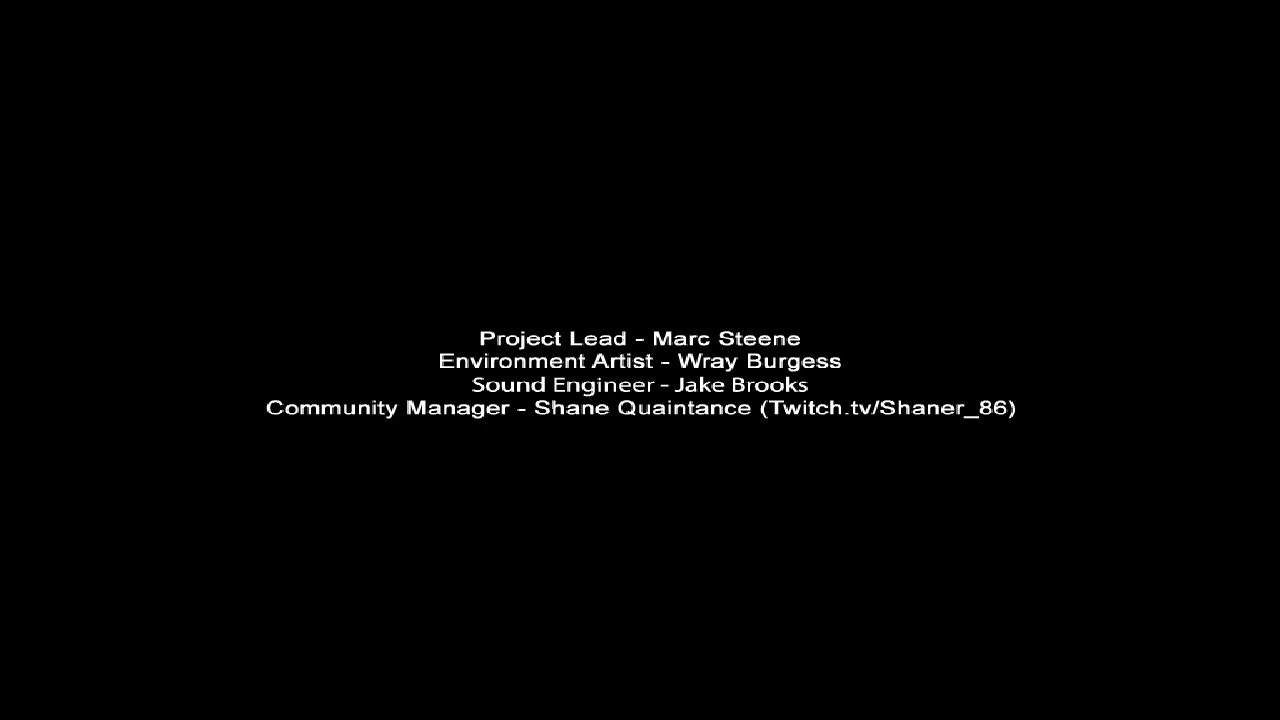 Project Lead - Marc Steene
Environment Artist - Wray Burgess
Sound Engineer - Jake Brooks
Community Manager - Shane Quaintance (Twitch.tv/Shaner_86)